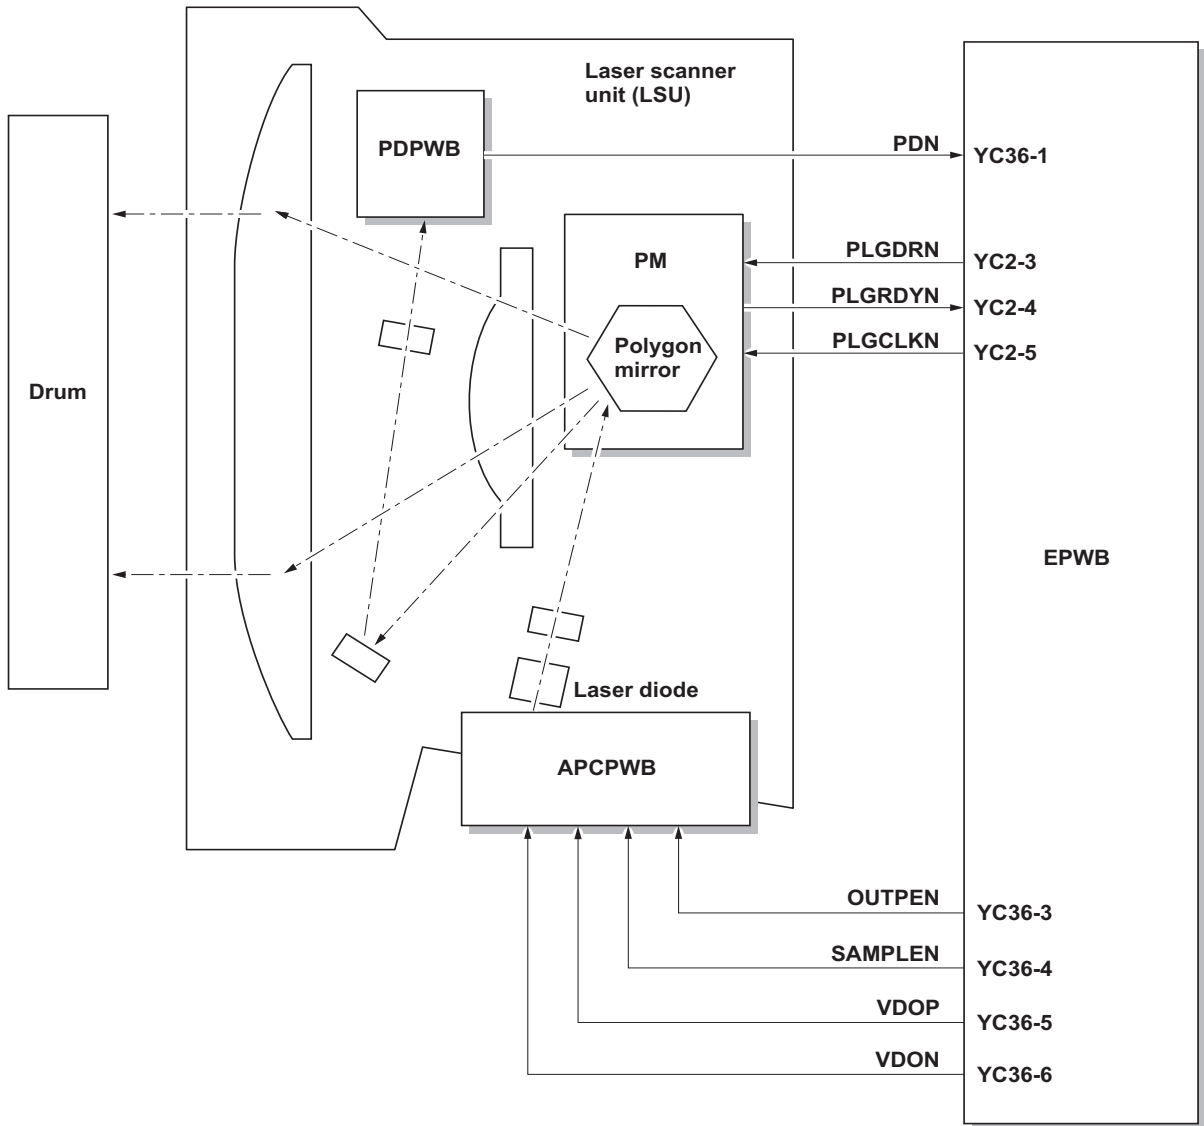 Laser scanner
unit (LSU)
PDPWB
PDN
YC36-1
PM
PLGDRN
YC2-3
PLGRDYN
YC2-4
PLGCLKN
YC2-5
Polygon
mirror
Drum
EPWB
Laser diode
APCPWB
OUTPEN
YC36-3
SAMPLEN
YC36-4
VDOP
YC36-5
VDON
YC36-6